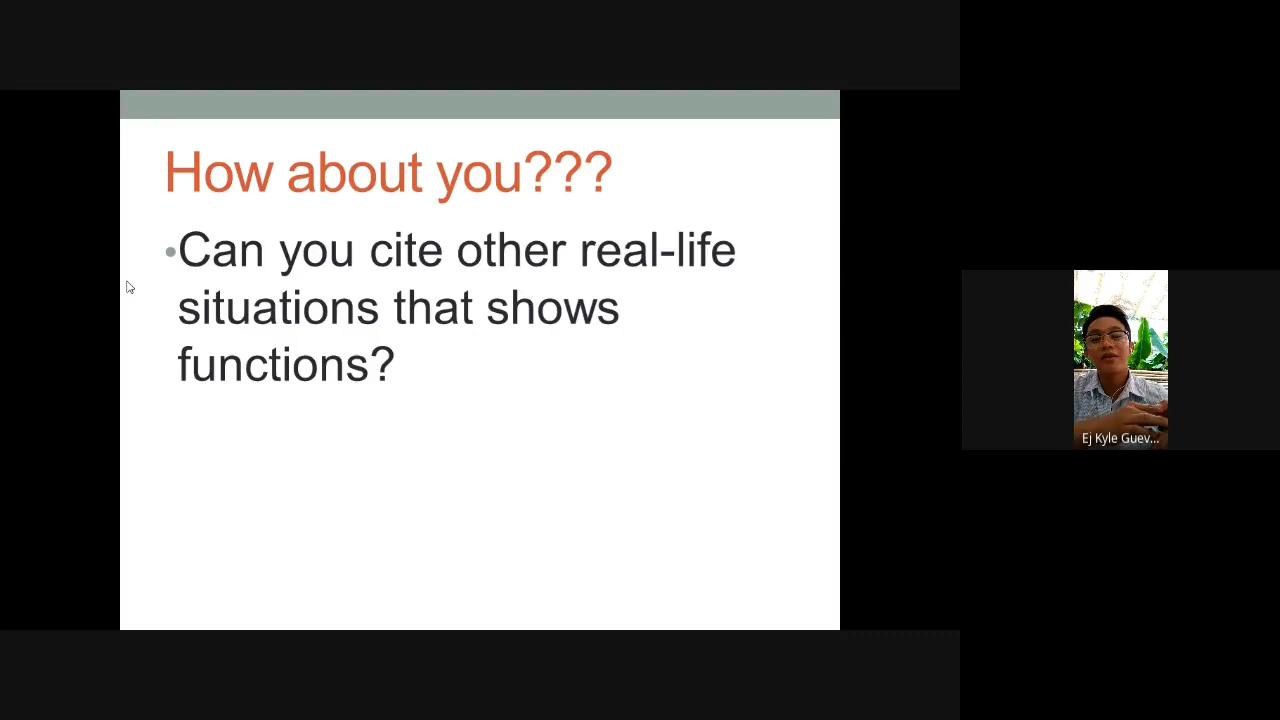 How about you???
•Can you cite other real-life
situations that shows
functions?
Ej Kyle Guev...